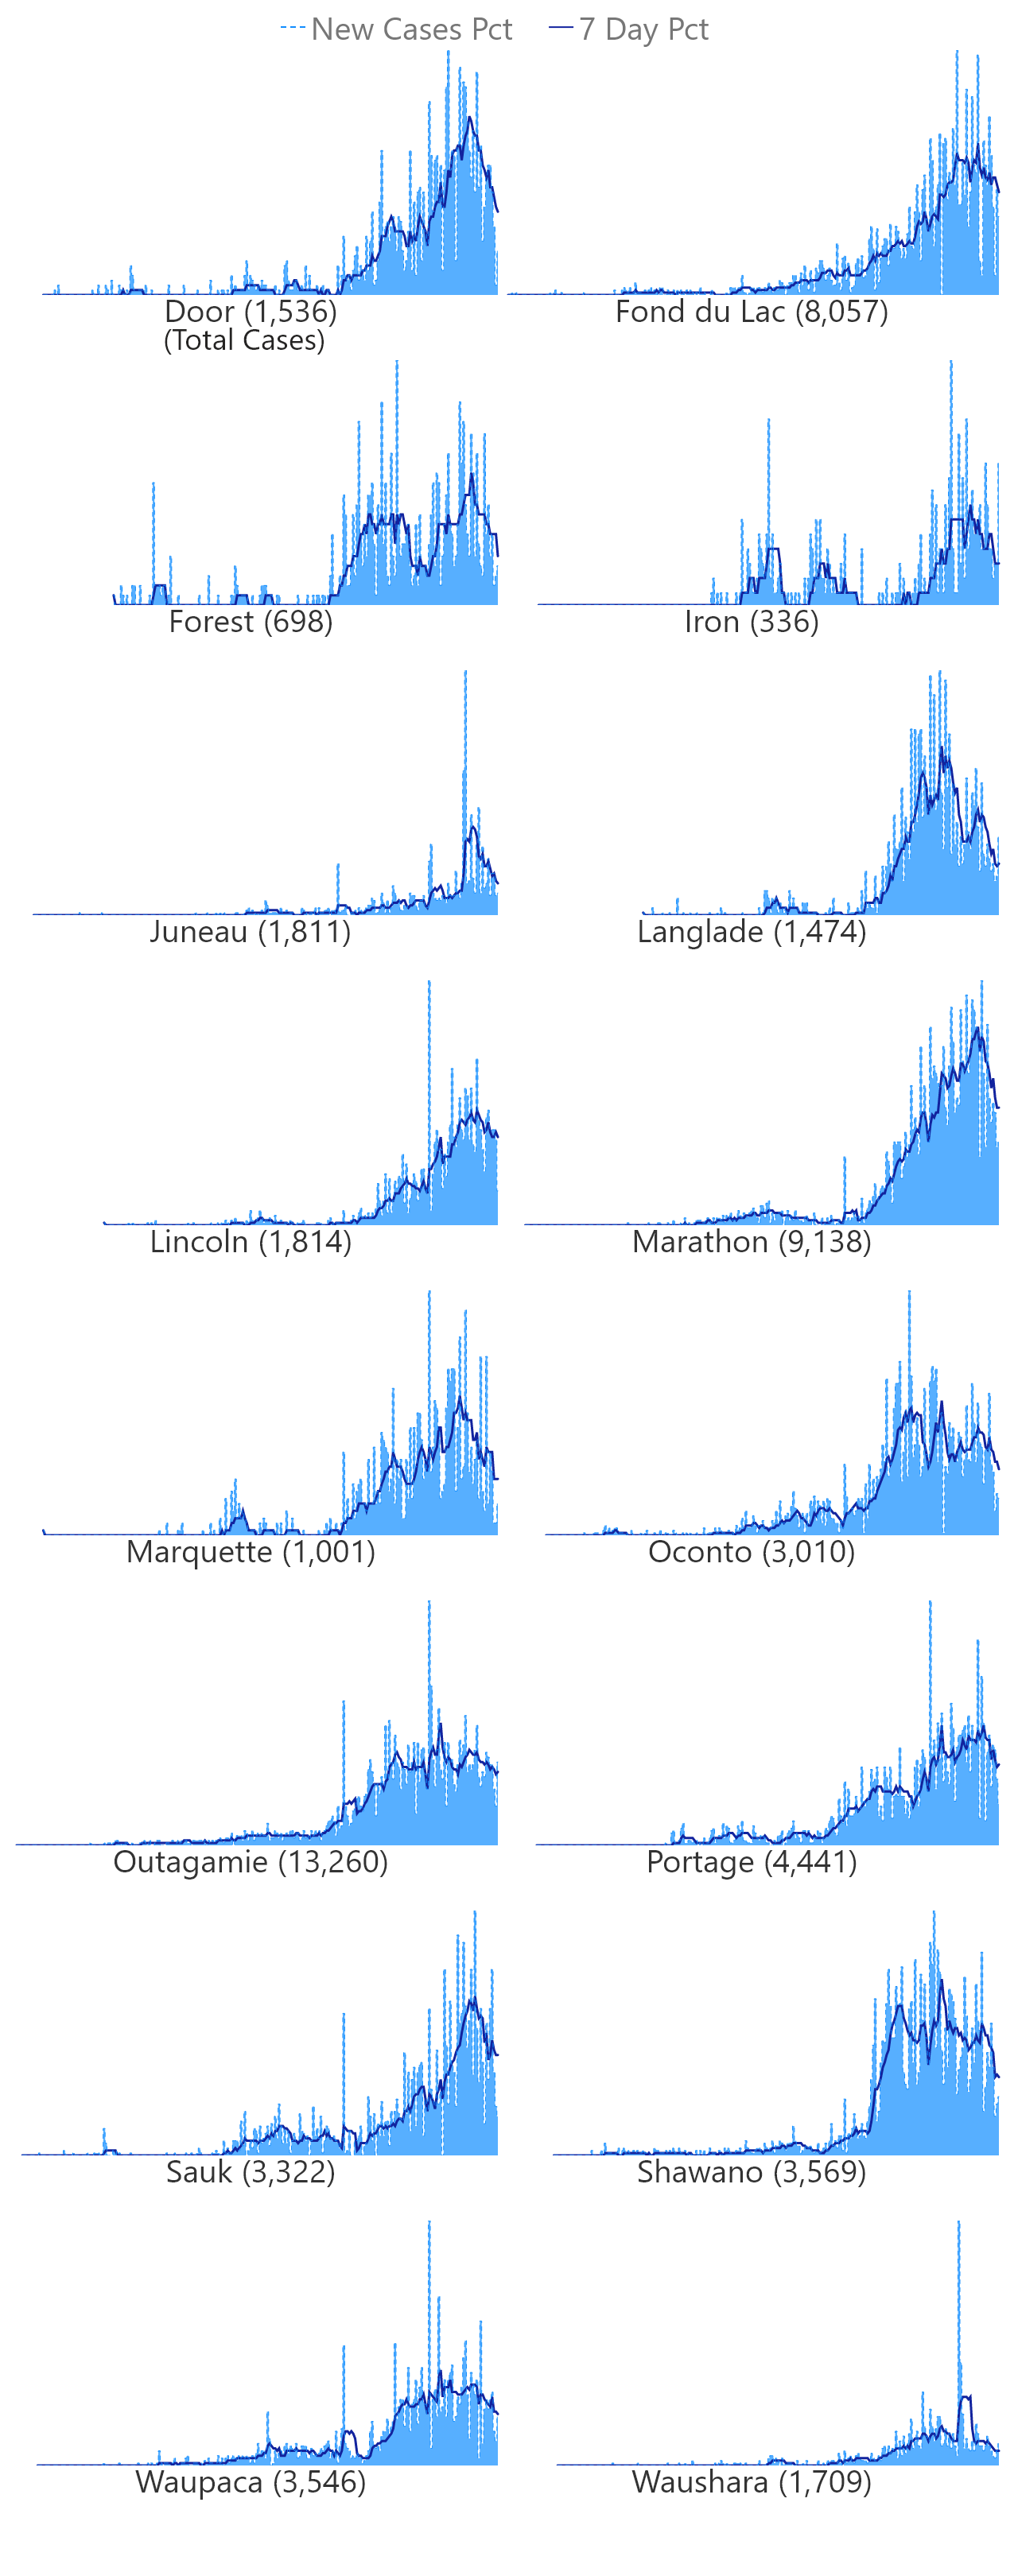 New Cases Pct 7 Day Pct
Door (1,536) Fond du Lac (8,057)
(Total Cases)
Forest (698) Iron (336)
Juneau (1,811) Langlade (1,474)
Lincoln (1,814) Marathon (9,138)
Marquette (1,001) Oconto (3,010)
Outagamie (13,260) Portage (4,441)
Sauk (3,322) Shawano (3,569)
Waupaca (3,546) Waushara (1,709)